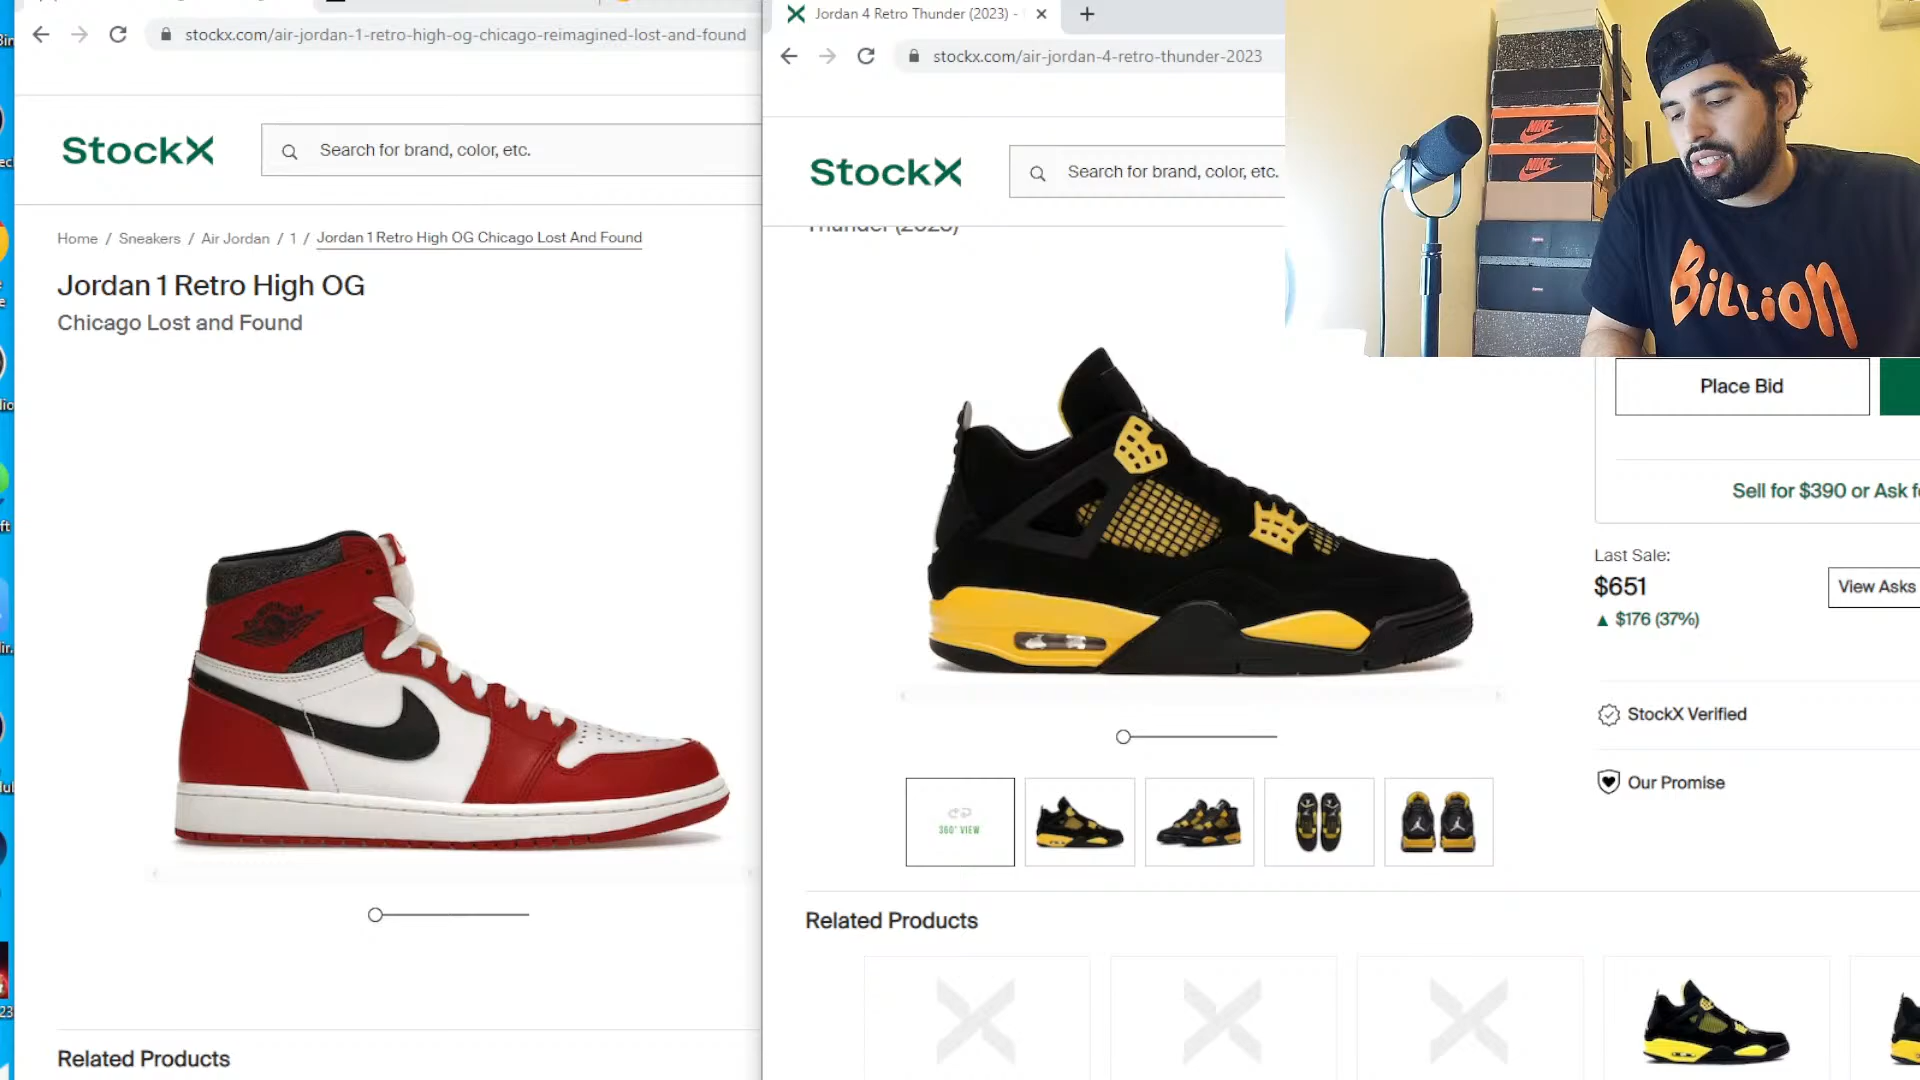 stockx.com/air-jordan-1-retro-high-og-chicago-reimagined-lost-and-found
StockX
Search for brand, color, etc.
Home / Sneakers / Air Jordan / 1 / Jordan 1 Retro High OG Chicago Lost And Found
Jordan 1 Retro High OG
Chicago Lost and Found
Related Products
Jordan 4 Retro Thunder (2023) -
stockx.com/air-jordan-4-retro-thunder-2023
StockX
Search for brand, color, etc.
Thunder (2023)
NIKE
NIKE
BiLLiON
Place Bid
Sell for $390 or Ask f
Last Sale:
$651
View Asks
▲ $176 (37%)
StockX Verified
Our Promise
360° VIEW
Related Products